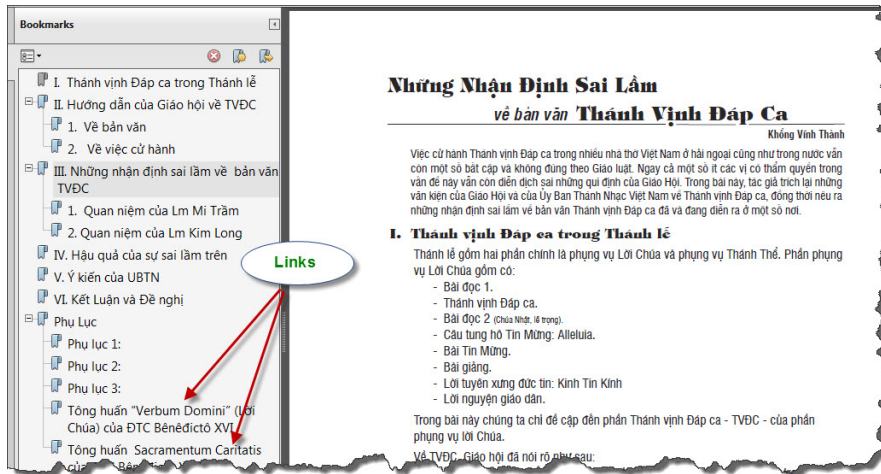 Bookmarks
I. Thánh vịnh Đáp ca trong Thánh lễ
II. Hướng dẫn của Giáo hội về TVĐC
1. Về bản văn
2. Về việc cử hành
III. Những nhận định sai lầm về bản văn
TVĐC
1. Quan niệm của Lm Mi Trầm
2. Quan niệm của Lm Kim Long
IV. Hậu quả của sự sai lầm trên
V. Ý kiến của UBTN
VI. Kết Luận và Đề nghị
Phụ Lục
Phụ lục 1:
Phụ lục 2:
Phụ lục 3:
Tông huấn "Verbum Domini" (Lời
Chúa) của ĐTC Bênêđictô XVI
Tông huấn Sacramentum Caritatis
Links
Những Nhận Định Sai Lầm
về bản văn Thánh Vịnh Đáp Ca
Khổng Vĩnh Thành
Việc cử hành Thánh vịnh Đáp ca trong nhiều nhà thờ Việt Nam ở hải ngoại cũng như trong nước vẫn
còn một số bất cập và không đúng theo Giáo luật. Ngay cả một số ít các vị có thẩm quyền trong
vấn đề này vẫn còn diễn dịch sai những qui định của Giáo Hội. Trong bài này, tác giả trích lại những
văn kiện của Giáo Hội và của Ủy Ban Thánh Nhạc Việt Nam về Thánh vịnh Đáp ca, đồng thời nêu ra
những nhận định sai lầm về bản văn Thánh vịnh Đáp ca đã và đang diễn ra ở một số nơi.
I. Thánh vịnh Đáp ca trong Thánh lễ
Thánh lễ gồm hai phần chính là phụng vụ Lời Chúa và phụng vụ Thánh Thể. Phần phụng
vụ Lời Chúa gồm có:
- Bài đọc 1.
- Thánh vịnh Đáp ca.
- Bài đọc 2 (Chúa Nhật, lễ trọng).
- Câu tung hô Tin Mừng: Alleluia.
- Bài Tin Mừng.
- Bài giảng.
- Lời tuyên xưng đức tin: Kinh Tin Kính
- Lời nguyện giáo dân.
Trong bài này chúng ta chỉ đề cập đến phần Thánh vịnh Đáp ca - TVĐC - của phần
phụng vụ lời Chúa.
Về TVĐC, Giáo hội đã nói rõ như sau: